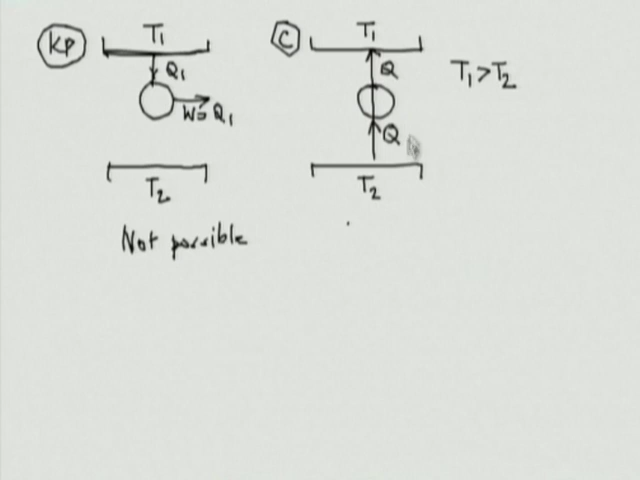 KP
T1
Q1
W= Q1
T2
Not possible
C
T1
Q
Q
T2
T1 > T2